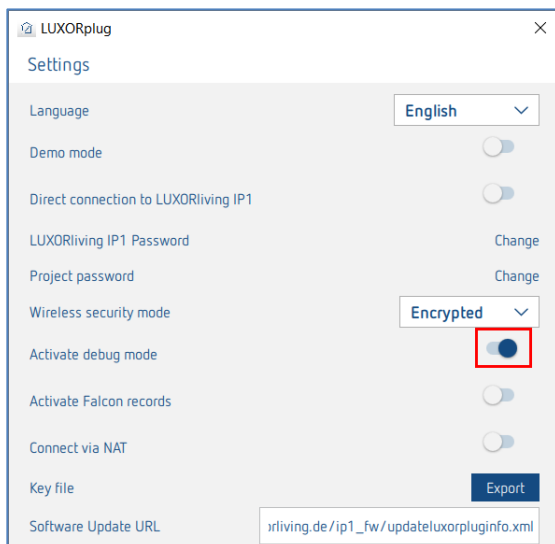 LUXORplug
Settings
Language English
Demo mode
Direct connection to LUXORliving IP1
LUXORliving IP1 Password Change
Project password Change
Wireless security mode Encrypted
Activate debug mode
Activate Falcon records
Connect via NAT
Key file Export
Software Update URL rliving.de/ip1_fw/updateluxorpluginfo.xml